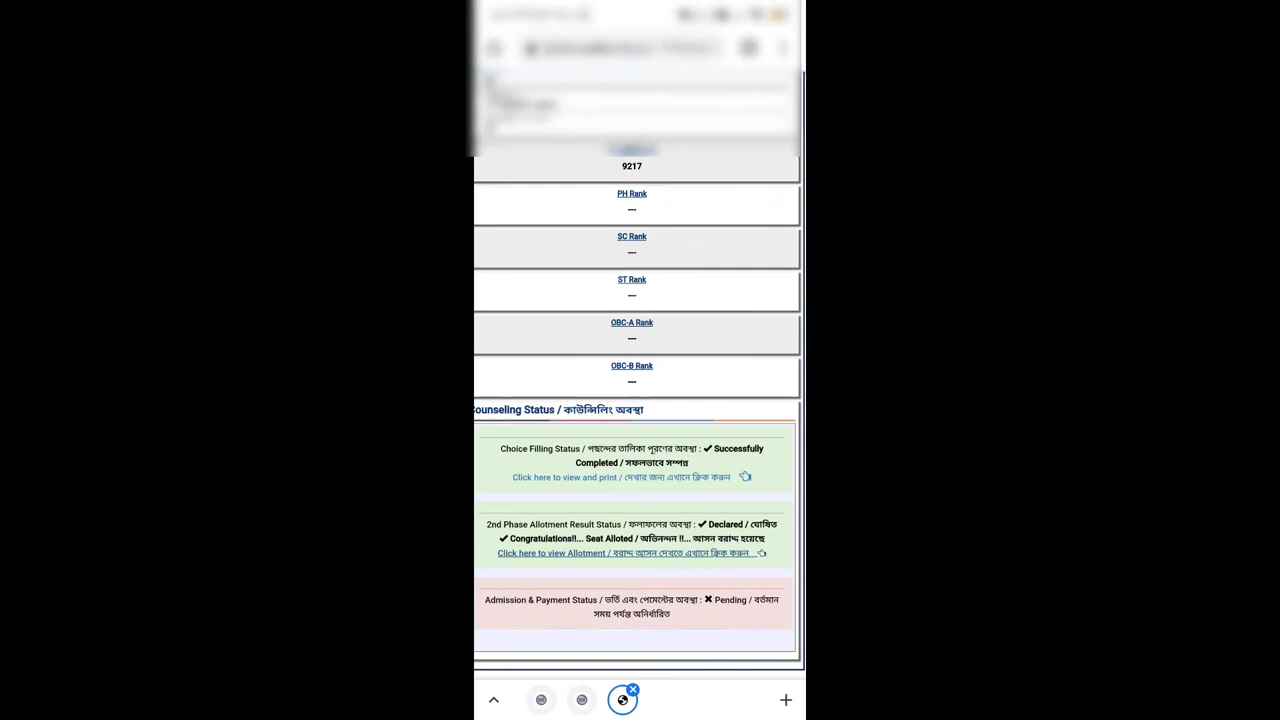 9217
PH Rank
---
SC Rank
---
ST Rank
---
OBC-A Rank
---
OBC-B Rank
---
Counseling Status / কাউন্সিলিং অবস্থা
Choice Filling Status / পছন্দের তালিকা পূরণের অবস্থা : ✔ Successfully
Completed / সফলভাবে সম্পন্ন
Click here to view and print / দেখার জন্য এখানে ক্লিক করুন
2nd Phase Allotment Result Status / ফলাফলের অবস্থা : ✔ Declared / ঘোষিত
✔ Congratulations!!... Seat Alloted / অভিনন্দন !!... আসন বরাদ্দ হয়েছে
Click here to view Allotment / বরাদ্দ আসন দেখতে এখানে ক্লিক করুন
Admission & Payment Status / ভর্তি এবং পেমেন্টের অবস্থা : ✖ Pending / বর্তমান
সময় পর্যন্ত অনির্ধারিত